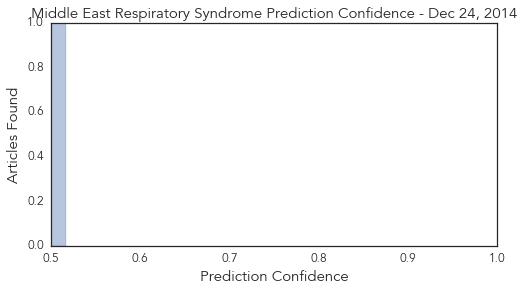 Middle East Respiratory Syndrome Prediction Confidence - Dec 24, 2014
1.0
0.8
0.6
0.4
0.2
0.0
Articles Found
0.5 0.6 0.7 0.8 0.9 1.0
Prediction Confidence